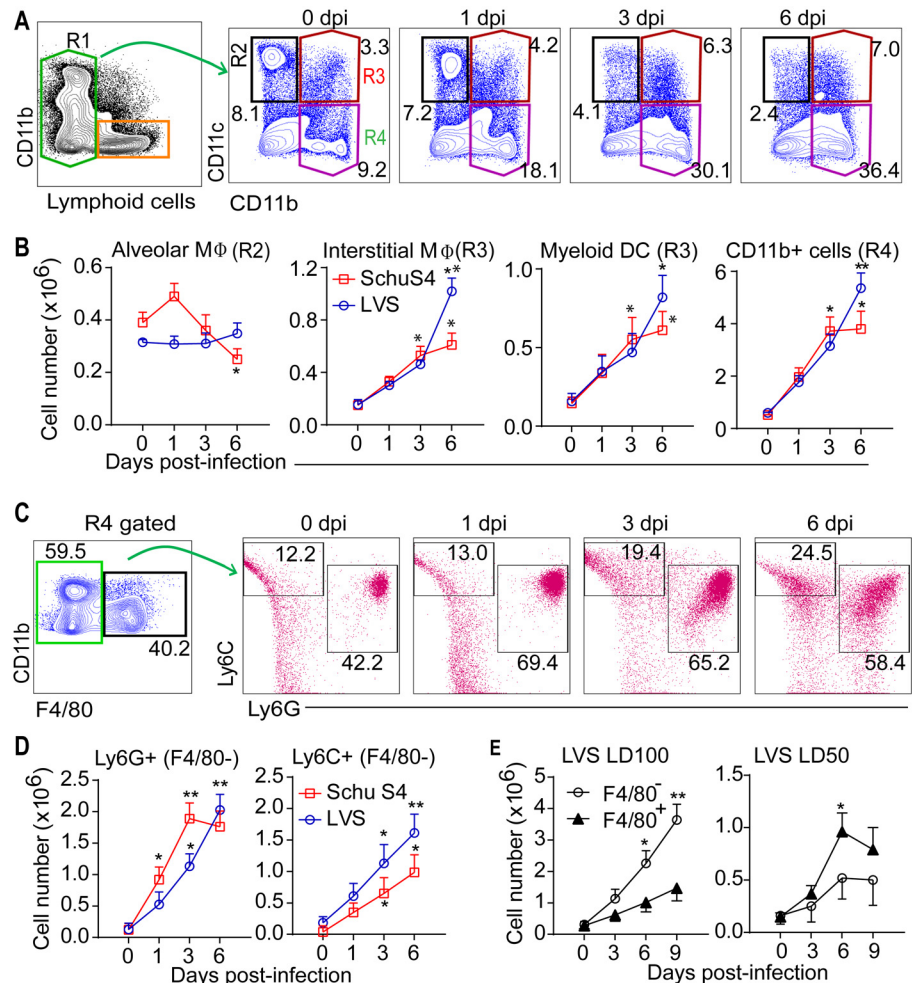 A
R1
CD11b
Lymphoid cells
0 dpi
1 dpi
3 dpi
6 dpi
R2
3.3
R3
8.1
R4
9.2
4.2
7.2
18.1
6.3
4.1
30.1
7.0
2.4
36.4
CD11c
CD11b
B
Alveolar MΦ (R2)
Interstitial MΦ(R3)
Myeloid DC (R3)
CD11b+ cells (R4)
Cell number (x10⁶)
0.6
0.4
0.2
0.0
*
0 1 3 6
1.2
0.8
0.4
0.0
SchuS4
LVS
* ** *
0 1 3 6
1.0
0.5
0.0
* * *
0 1 3 6
6
4
2
0
* ** *
0 1 3 6
Days post-infection
C
R4 gated
59.5
40.2
CD11b
F4/80
0 dpi
1 dpi
3 dpi
6 dpi
12.2
42.2
13.0
69.4
19.4
65.2
24.5
58.4
Ly6C
Ly6G
D
Ly6G+ (F4/80-)
Ly6C+ (F4/80-)
Cell number (x10⁶)
2.5
2.0
1.5
1.0
0.5
0.0
* ** * **
0 1 3 6
2.5
2.0
1.5
1.0
0.5
0.0
Schu S4
LVS
* * ** *
0 1 3 6
Days post-infection
E
LVS LD100
LVS LD50
Cell number (x10⁶)
5
4
3
2
1
0
F4/80⁻
F4/80⁺
* **
0 3 6 9
1.5
1.0
0.5
0.0
*
0 3 6 9
Days post-infection